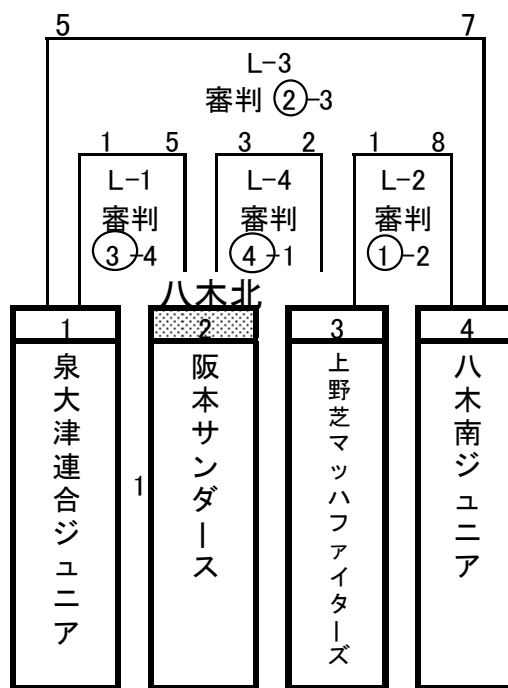 5 7
L-3
審判 ②-3
1 5 3 2 1 8
L-1 L-4 L-2
審判 審判 審判
③-4 ④-1 ①-2
八木北
1 2 3 4
泉大津連合ジュニア
1
阪本サンダース
上野芝マッハファイターズ
八木南ジュニア